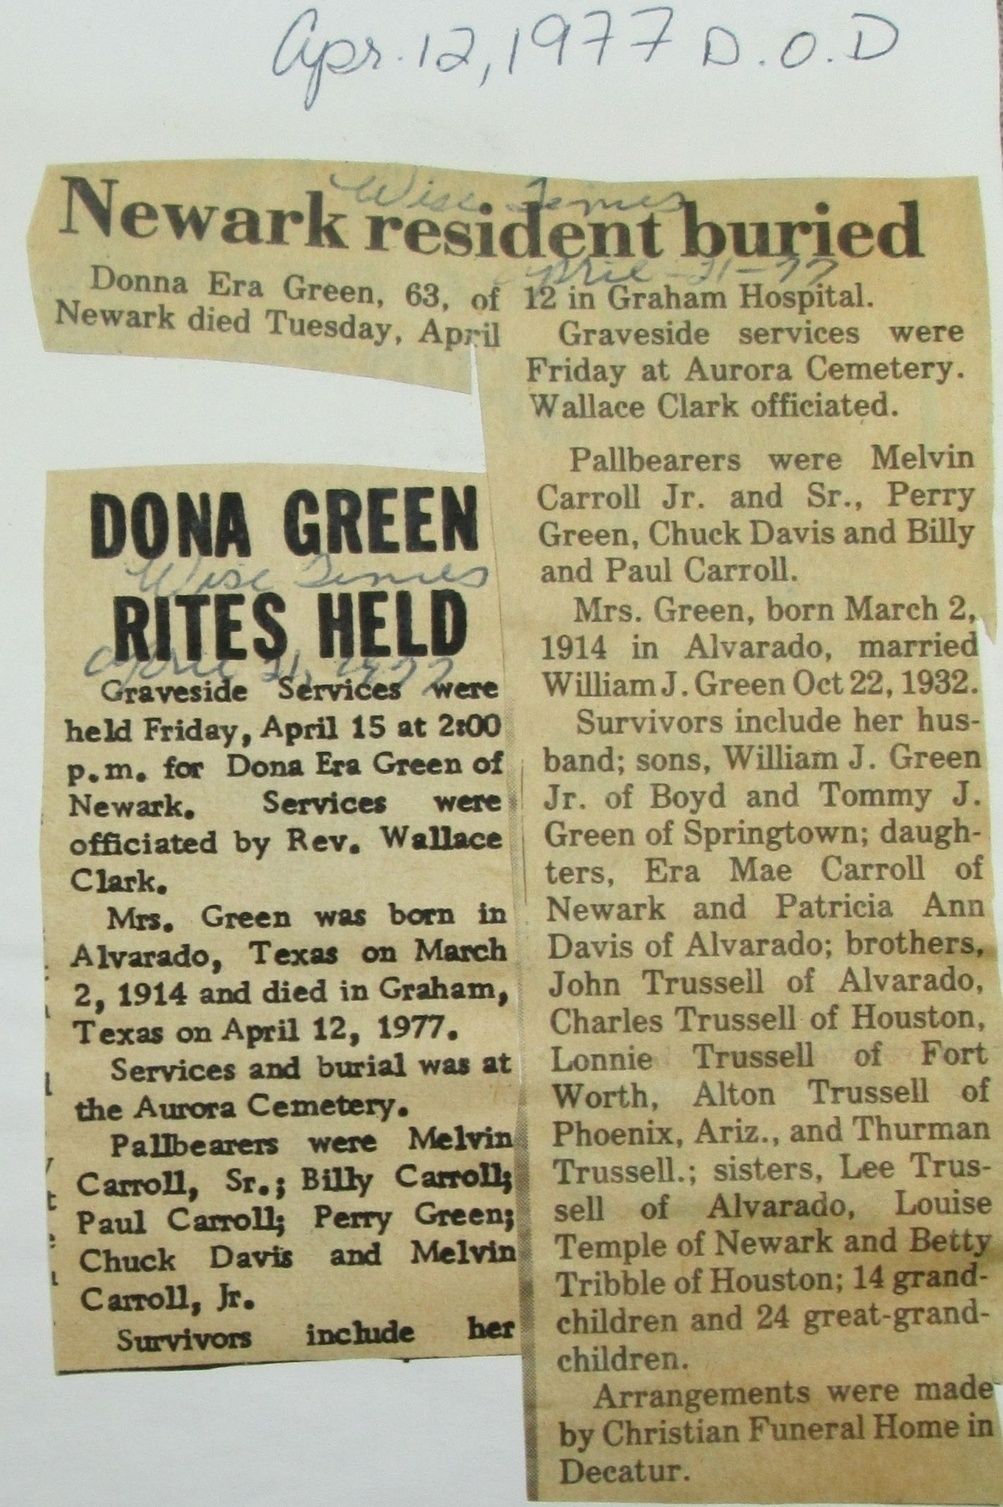 Apr. 12, 1977 D.O.D
Newark resident buried
Wise Times
April-21-77
Donna Era Green, 63, of
Newark died Tuesday, April
12 in Graham Hospital.
Graveside services were
Friday at Aurora Cemetery.
Wallace Clark officiated.
Pallbearers were Melvin
Carroll Jr. and Sr., Perry
Green, Chuck Davis and Billy
and Paul Carroll.
Mrs. Green, born March 2,
1914 in Alvarado, married
William J. Green Oct 22, 1932.
Survivors include her hus-
band; sons, William J. Green
Jr. of Boyd and Tommy J.
Green of Springtown; daugh-
ters, Era Mae Carroll of
Newark and Patricia Ann
Davis of Alvarado; brothers,
John Trussell of Alvarado,
Charles Trussell of Houston,
Lonnie Trussell of Fort
Worth, Alton Trussell of
Phoenix, Ariz., and Thurman
Trussell.; sisters, Lee Trus-
sell of Alvarado, Louise
Temple of Newark and Betty
Tribble of Houston; 14 grand-
children and 24 great-grand-
children.
Arrangements were made
by Christian Funeral Home in
Decatur.
DONA GREEN
Wise Times
RITES HELD
April 21, 1977
Graveside Services were
held Friday, April 15 at 2:00
p.m. for Dona Era Green of
Newark. Services were
officiated by Rev. Wallace
Clark.
Mrs. Green was born in
Alvarado, Texas on March
2, 1914 and died in Graham,
Texas on April 12, 1977.
Services and burial was at
the Aurora Cemetery.
Pallbearers were Melvin
Carroll, Sr.; Billy Carroll;
Paul Carroll; Perry Green;
Chuck Davis and Melvin
Carroll, Jr.
Survivors include her